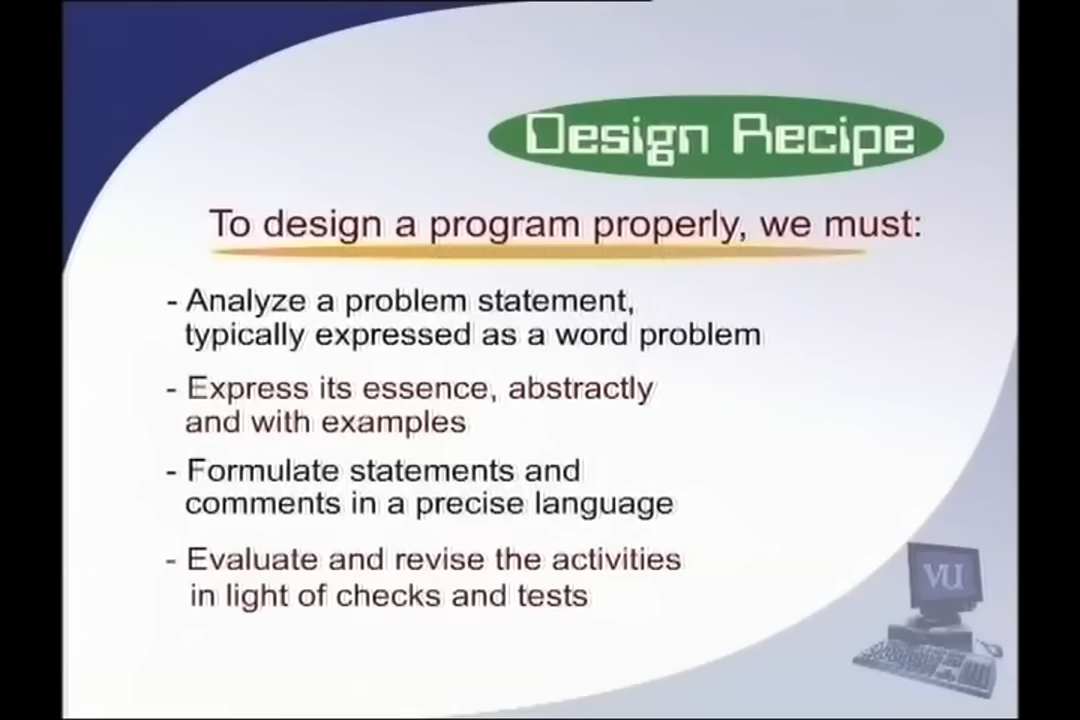 Design Recipe
To design a program properly, we must:
- Analyze a problem statement,
typically expressed as a word problem
- Express its essence, abstractly
and with examples
- Formulate statements and
comments in a precise language
- Evaluate and revise the activities
in light of checks and tests
VU